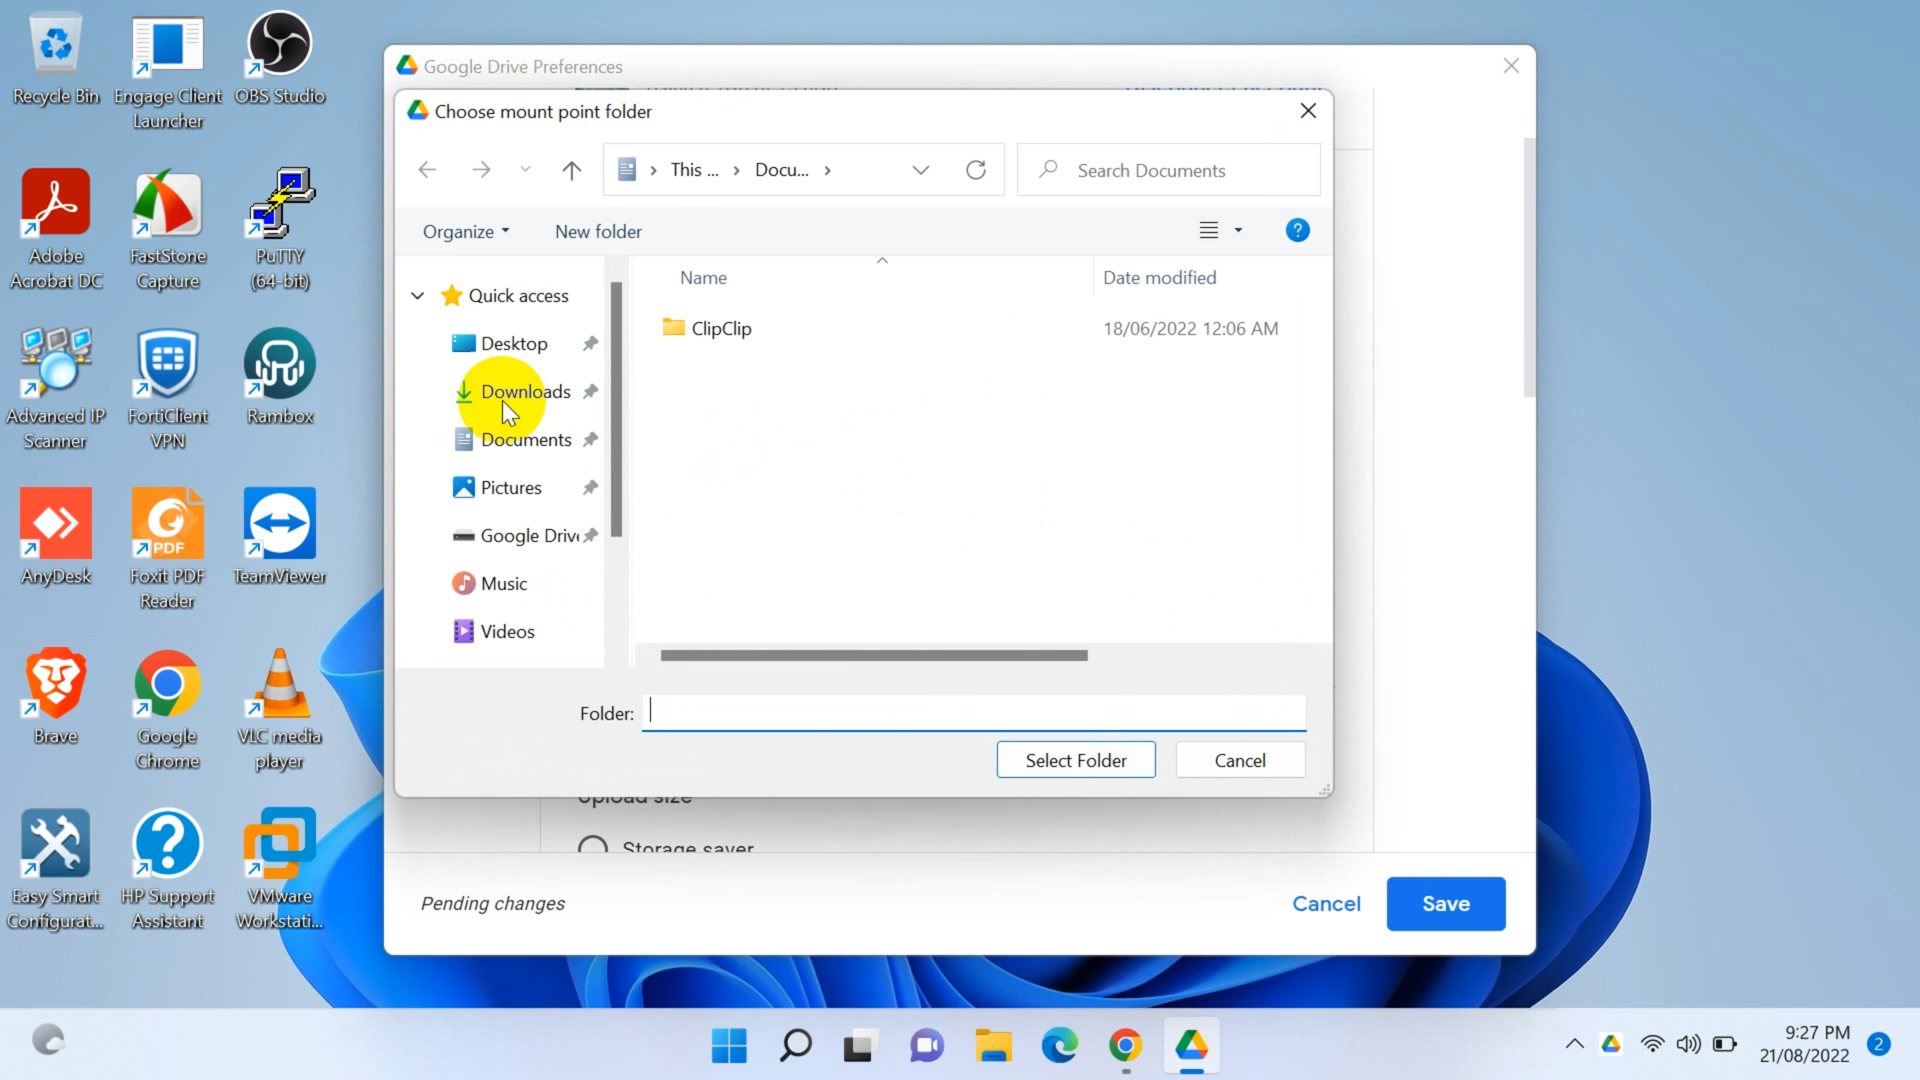 Recycle Bin
Engage Client
Launcher
OBS Studio
Adobe
Acrobat DC
FastStone
Capture
PuTTY
(64-bit)
Advanced IP
Scanner
FortiClient
VPN
Rambox
AnyDesk
Foxit PDF
Reader
TeamViewer
Brave
Google
Chrome
VLC media
player
Easy Smart
Configurat...
HP Support
Assistant
VMware
Workstati...
Google Drive Preferences
Choose mount point folder
This ... Docu...
Search Documents
Organize
New folder
?
Quick access
Desktop
Downloads
Documents
Pictures
Google Drive
Music
Videos
Name
Date modified
ClipClip
18/06/2022 12:06 AM
Folder:
Select Folder
Cancel
Upload size
Storage saver
Pending changes
Cancel
Save
9:27 PM
21/08/2022
2